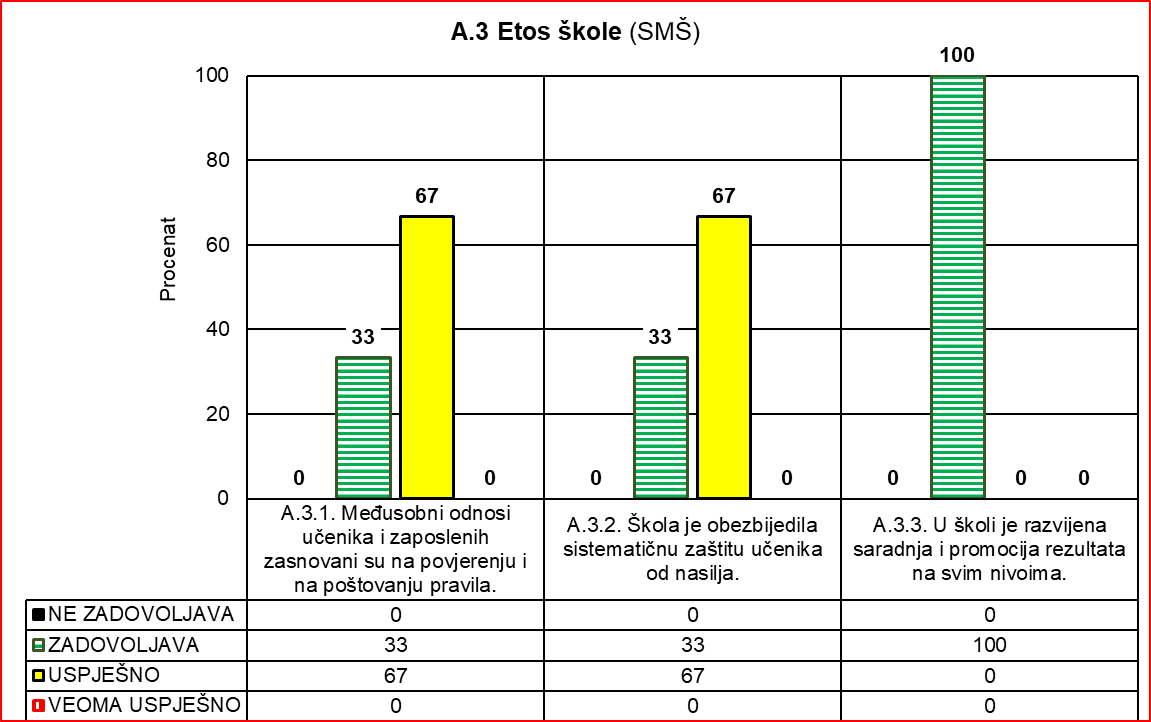 A.3 Etos škole (SMŠ)
Procenat
100
80
60
40
20
0
0
33
67
0
0
33
67
0
0
100
0
0
A.3.1. Međusobni odnosi
učenika i zaposlenih
zasnovani su na povjerenju i
na poštovanju pravila.
A.3.2. Škola je obezbijedila
sistematičnu zaštitu učenika
od nasilja.
A.3.3. U školi je razvijena
saradnja i promocija rezultata
na svim nivoima.
NE ZADOVOLJAVA 0 0 0
ZADOVOLJAVA 33 33 100
USPJEŠNO 67 67 0
VEOMA USPJEŠNO 0 0 0